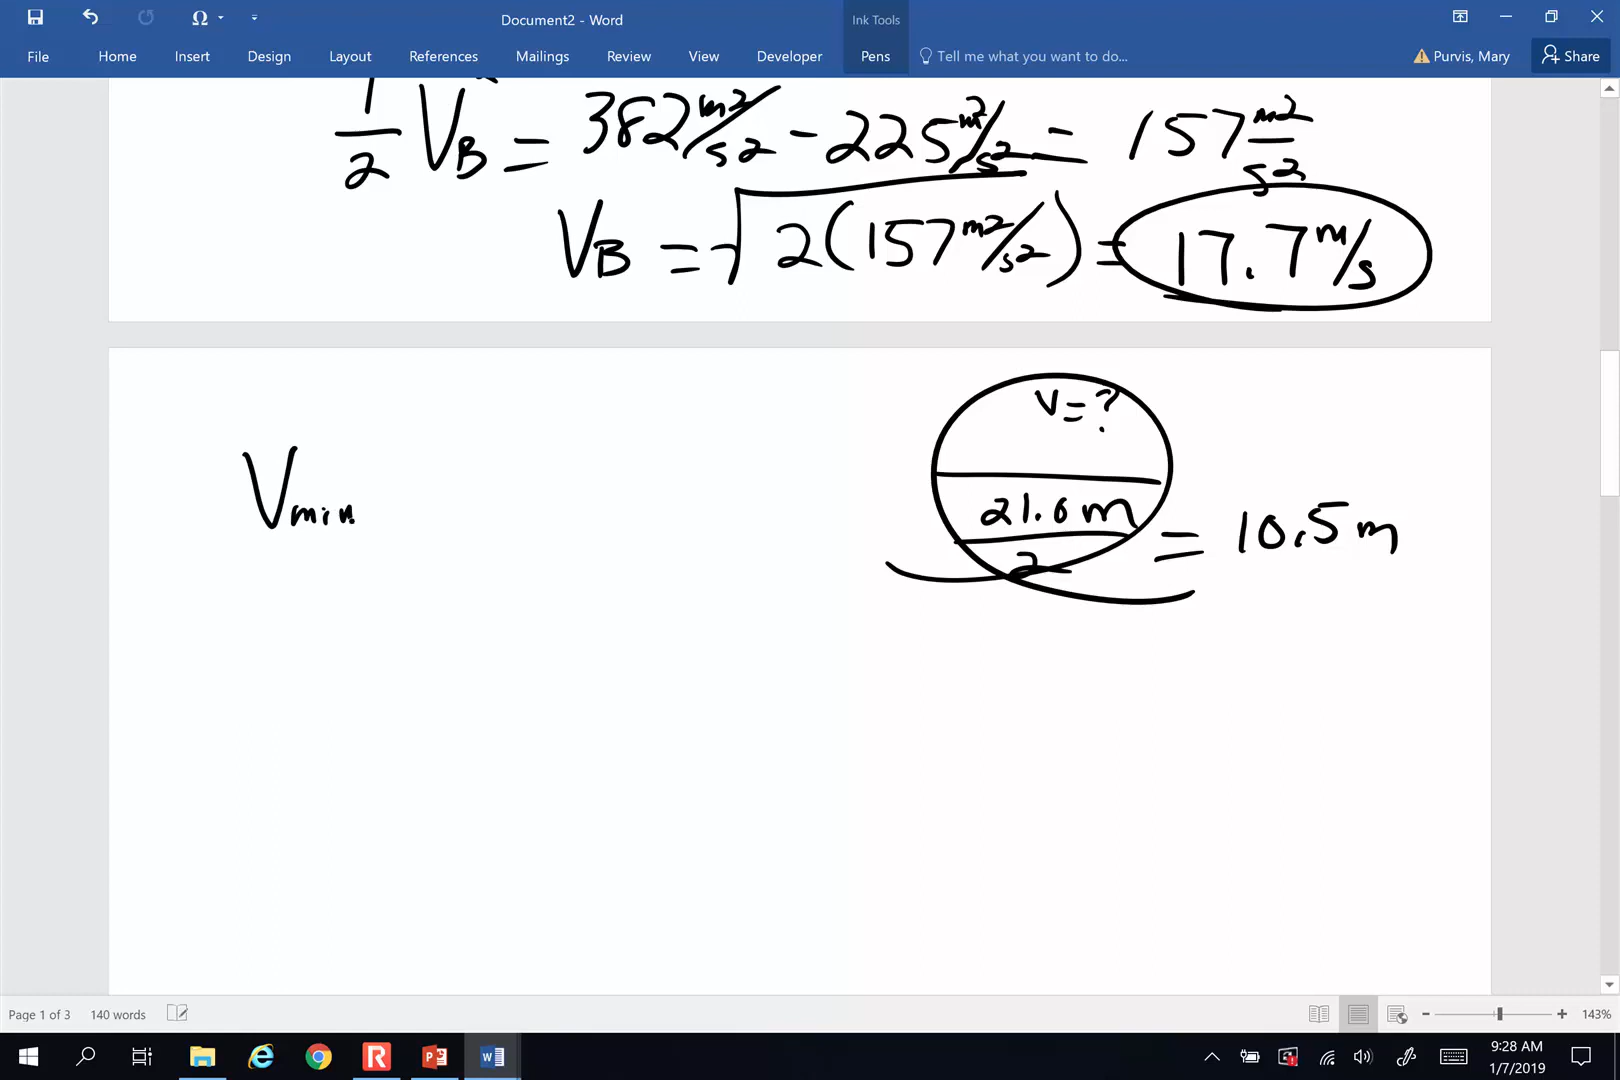 Document2 - Word
Ink Tools
File Home Insert Design Layout References Mailings Review View Developer Pens Tell me what you want to do... Purvis, Mary Share
1/2 V_B = 382 m2/s2 - 225 m2/s2 = 157 m2/s2
V_B = √2(157 m2/s2) = 17.7 m/s
V = ?
V min
21.0 m / 2 = 10.5 m
Page 1 of 3 140 words 143%
9:28 AM
1/7/2019